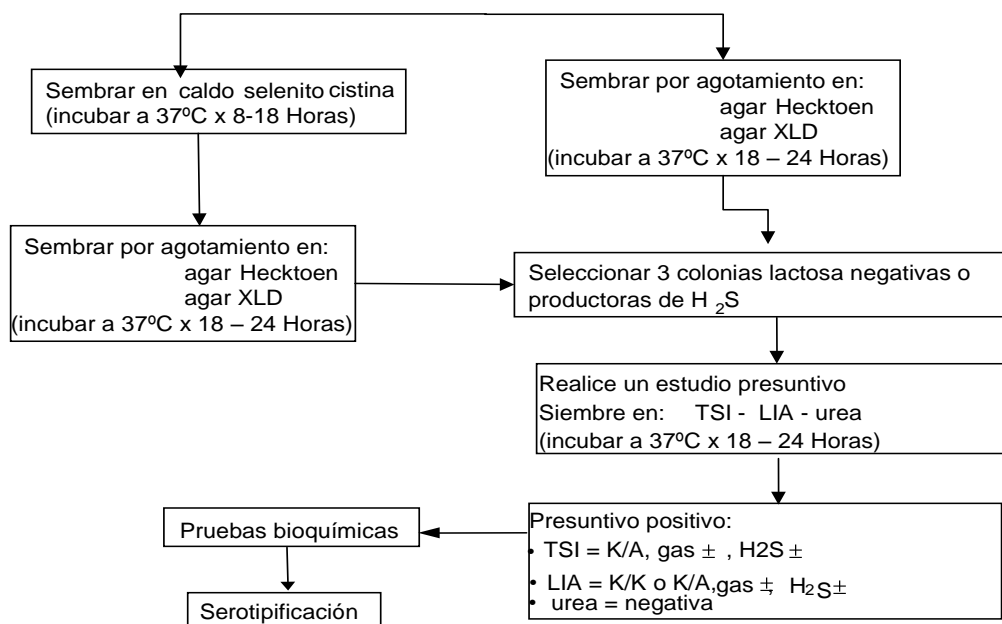 Sembrar en caldo selenito cistina
(incubar a 37ºC x 8-18 Horas)
Sembrar por agotamiento en:
agar Hecktoen
agar XLD
(incubar a 37ºC x 18 – 24 Horas)
Sembrar por agotamiento en:
agar Hecktoen
agar XLD
(incubar a 37ºC x 18 – 24 Horas)
Seleccionar 3 colonias lactosa negativas o
productoras de H ₂S
Realice un estudio presuntivo
Siembre en: TSI - LIA - urea
(incubar a 37ºC x 18 – 24 Horas)
Presuntivo positivo:
• TSI = K/A, gas ± , H2S ±
• LIA = K/K o K/A,gas ±, H₂S±
• urea = negativa
Pruebas bioquímicas
Serotipificación